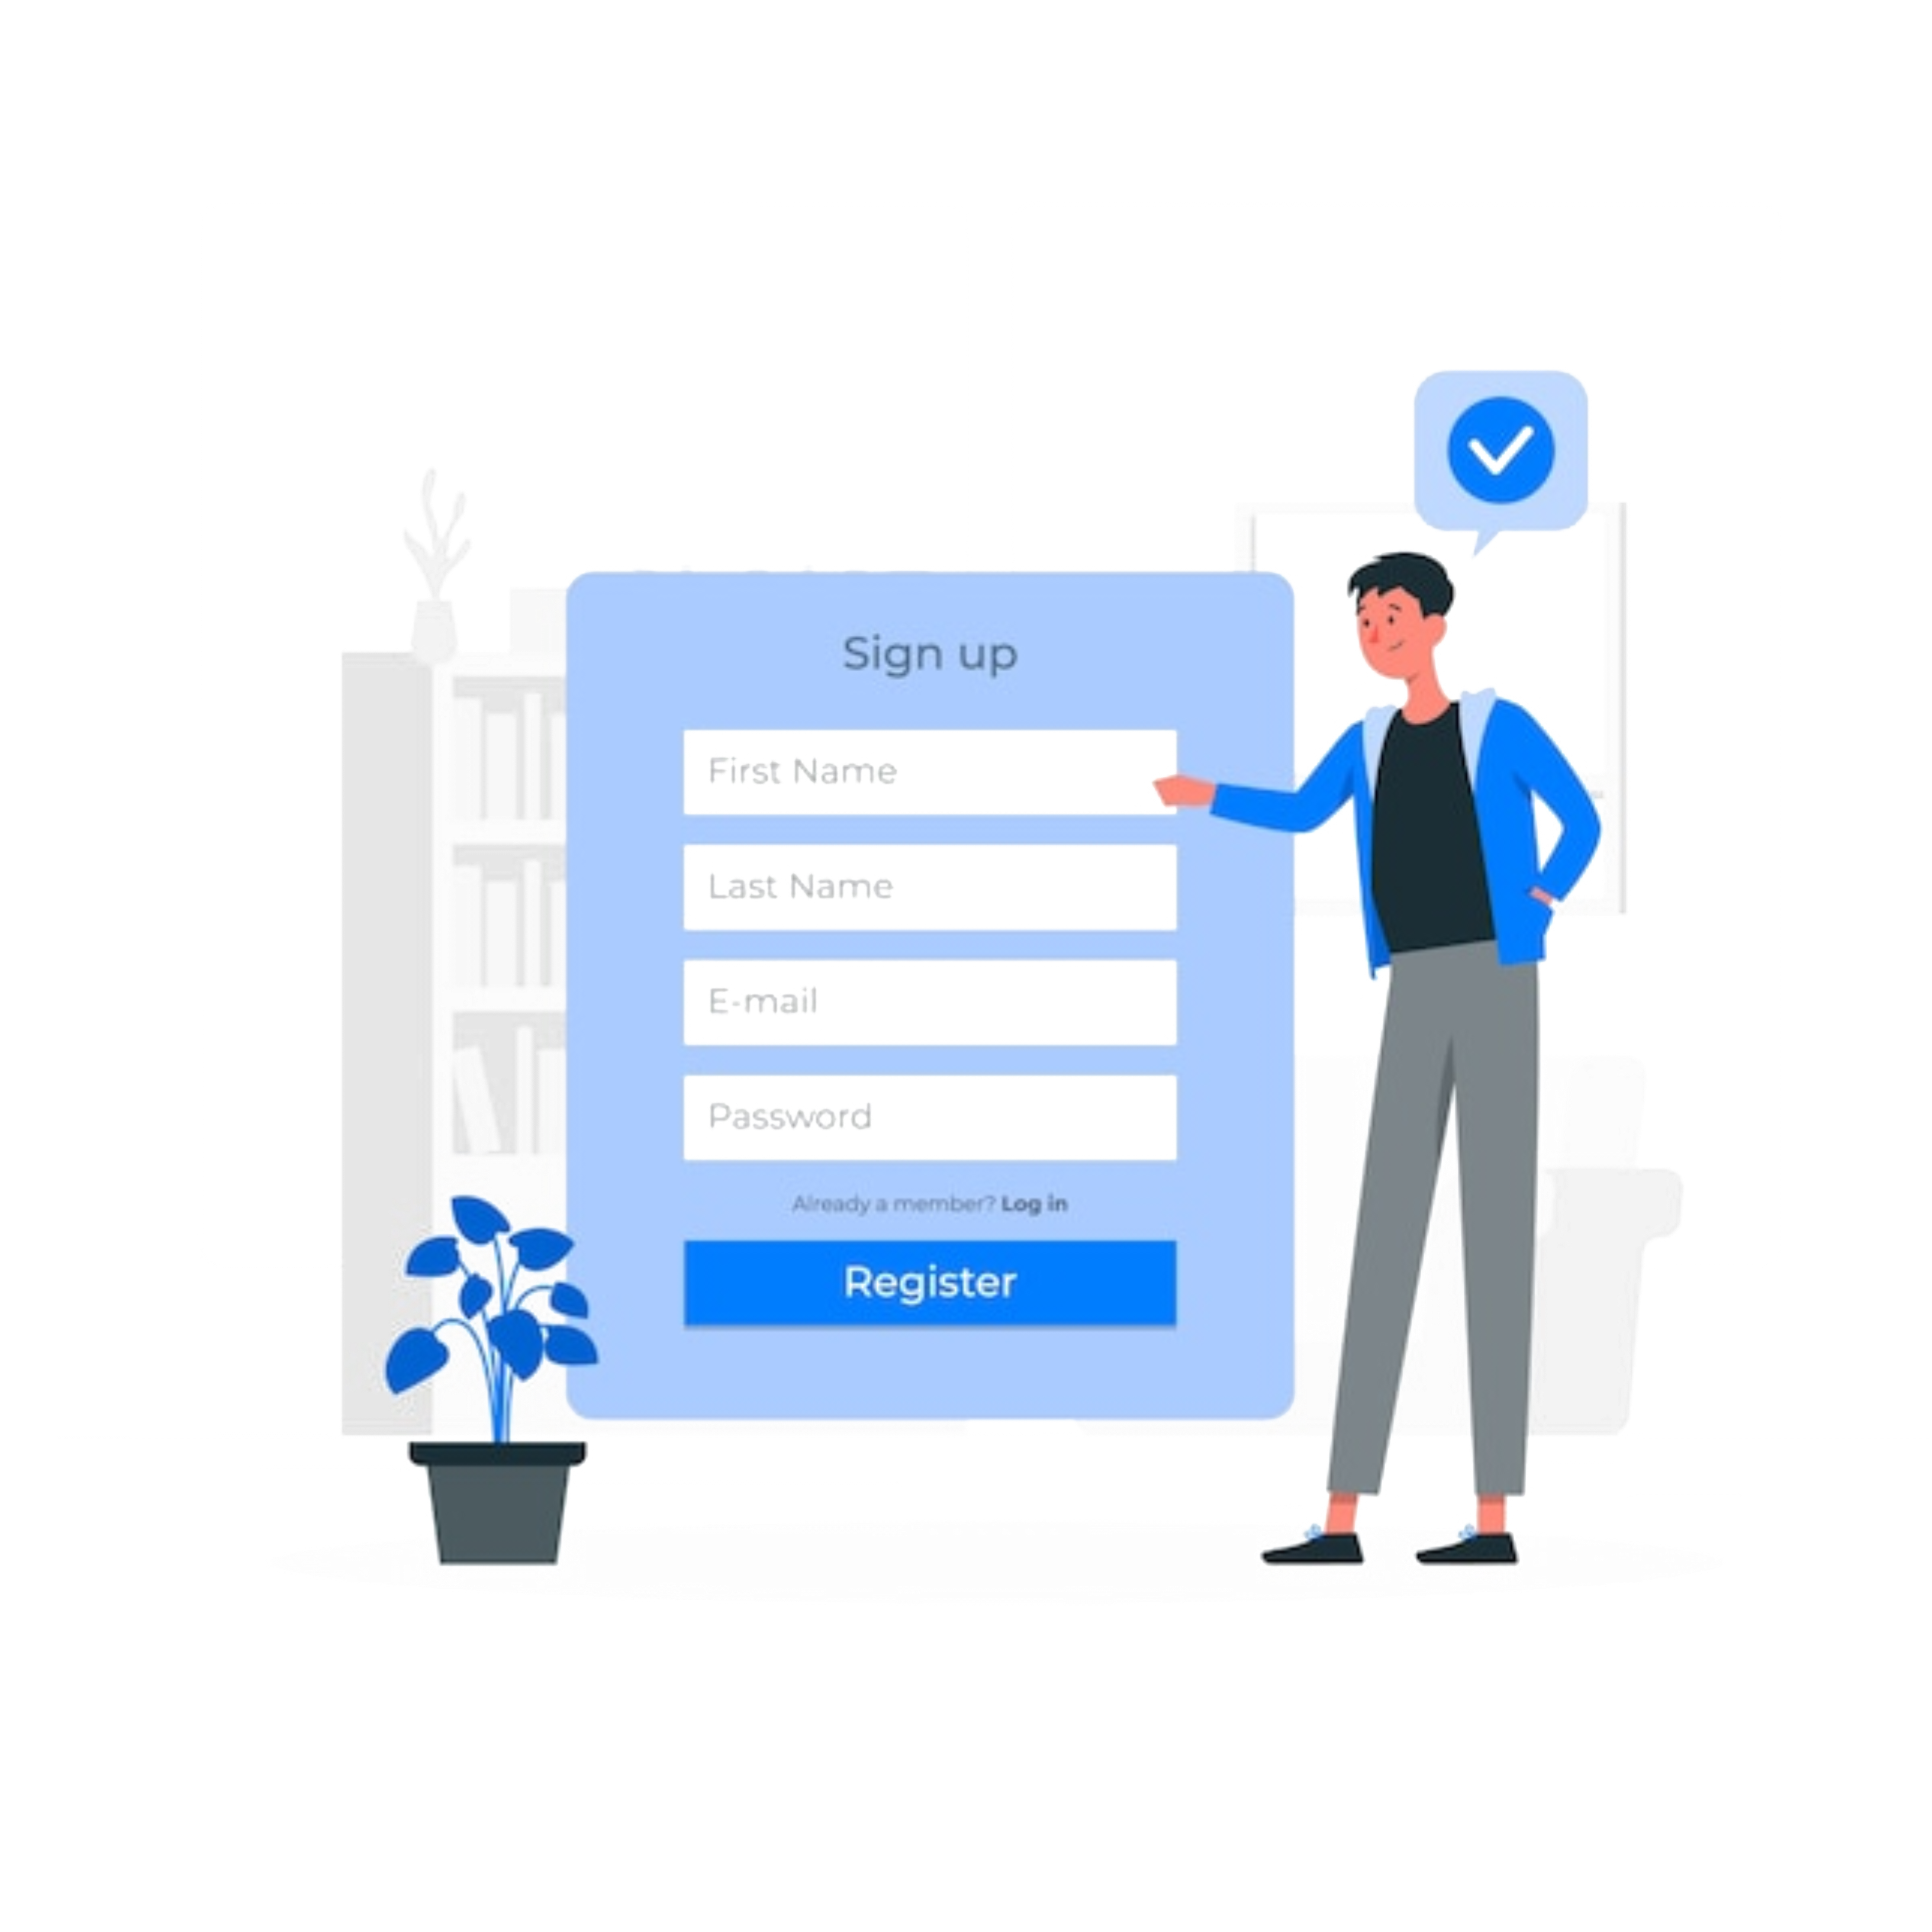 Sign up
First Name
Last Name
E-mail
Password
Already a member? Log in
Register